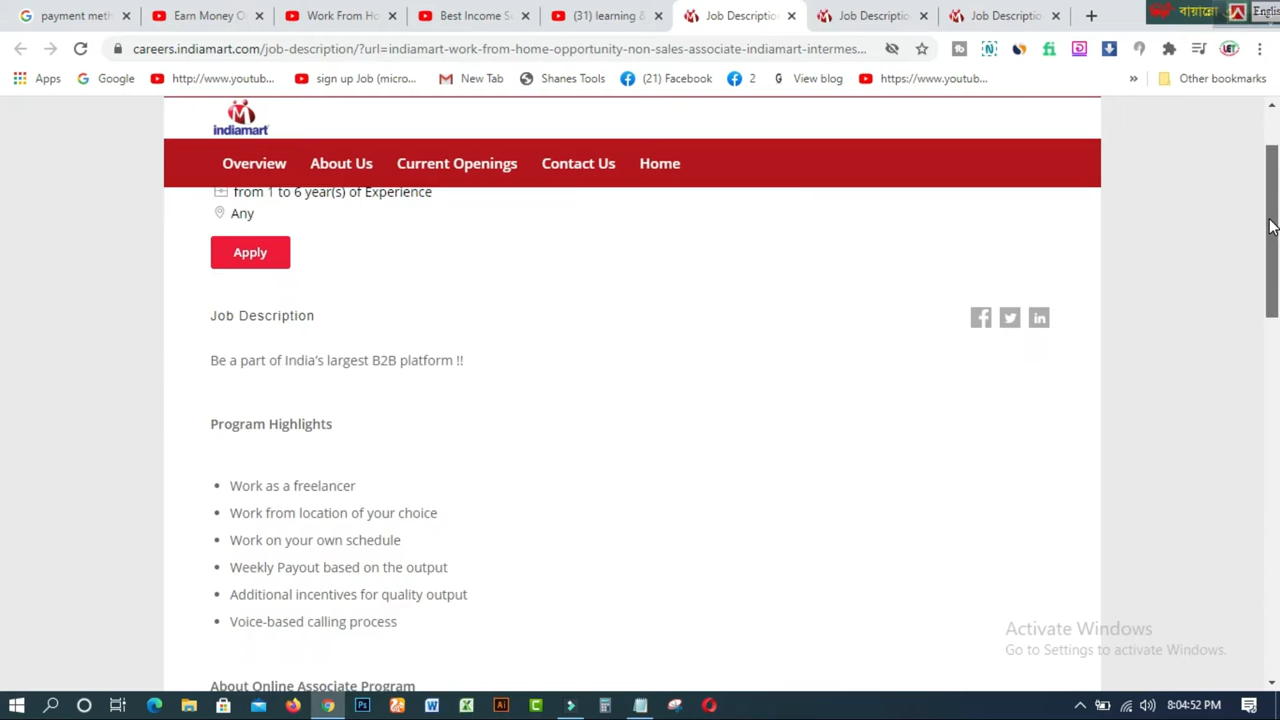 payment meth
Earn Money O
Work From Ho
Best Income S
(31) learning &
Job Descriptio
Job Descriptio
Job Descriptio
বায়ান্নো
Englis
careers.indiamart.com/job-description/?url=indiamart-work-from-home-opportunity-non-sales-associate-indiamart-intermes...
Apps
Google
http://www.youtub...
sign up Job (micro...
New Tab
Shanes Tools
(21) Facebook
2
View blog
https://www.youtub...
»
Other bookmarks
indiamart
Overview About Us Current Openings Contact Us Home
from 1 to 6 year(s) of Experience
Any
Apply
Job Description
Be a part of India's largest B2B platform !!
Program Highlights
Work as a freelancer
Work from location of your choice
Work on your own schedule
Weekly Payout based on the output
Additional incentives for quality output
Voice-based calling process
Activate Windows
Go to Settings to activate Windows.
About Online Associate Program
8:04:52 PM